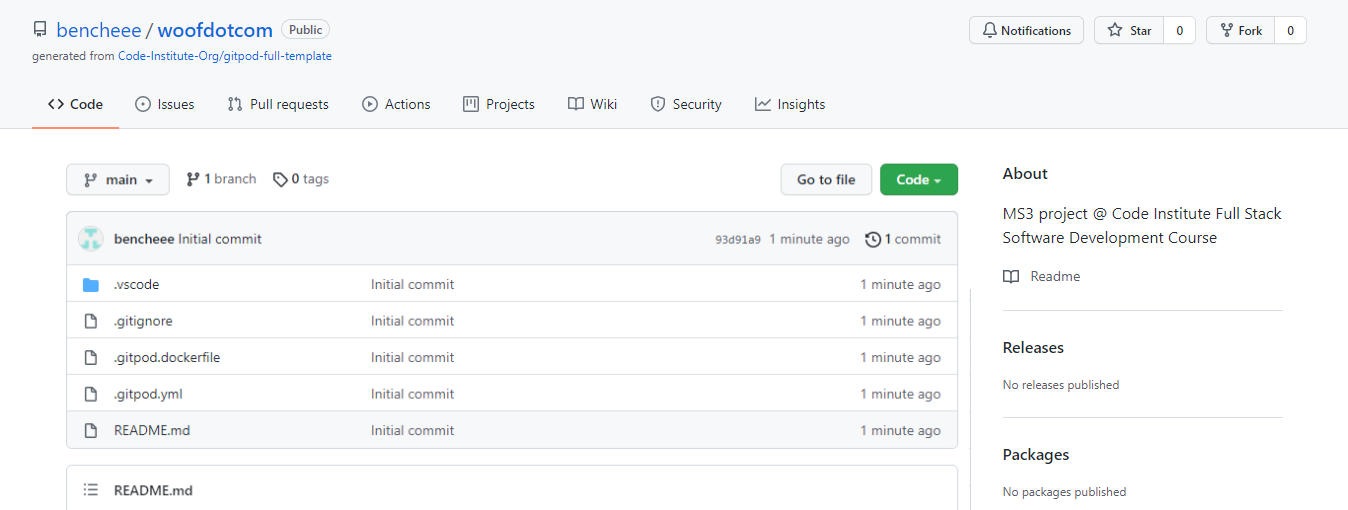 bencheee / woofdotcom Public Notifications Star 0 Fork 0
generated from Code-Institute-Org/gitpod-full-template
Code Issues Pull requests Actions Projects Wiki Security Insights
main 1 branch 0 tags Go to file Code
bencheee Initial commit 93d91a9 1 minute ago 1 commit
.vscode Initial commit 1 minute ago
.gitignore Initial commit 1 minute ago
.gitpod.dockerfile Initial commit 1 minute ago
.gitpod.yml Initial commit 1 minute ago
README.md Initial commit 1 minute ago
README.md
About
MS3 project @ Code Institute Full Stack
Software Development Course
Readme
Releases
No releases published
Packages
No packages published